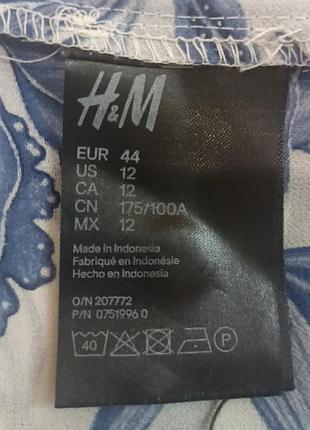 H&M
EUR 44
US 12
CA 12
CN 175/100A
MX 12
Made in Indonesia
Fabriqué en Indonésie
Hecho en Indonesia
O/N 207772
P/N 0751996 0
40 P